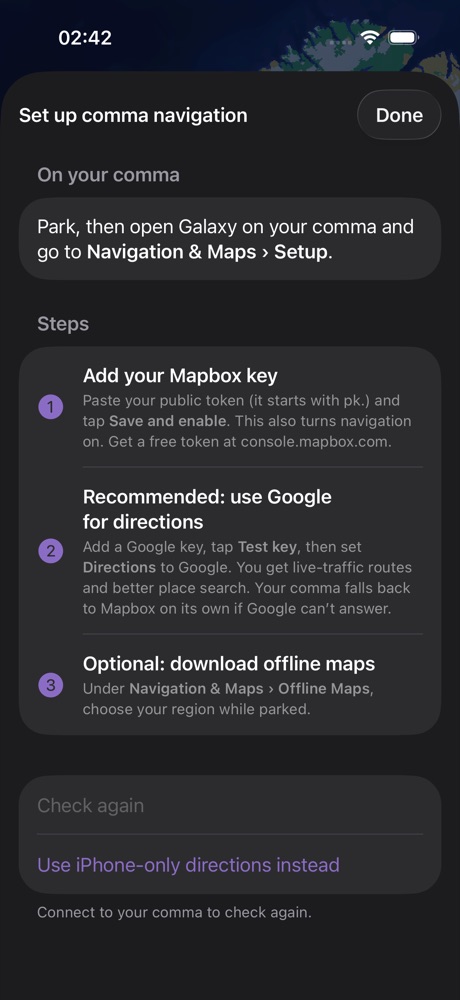 02:42
Set up comma navigation
Done
On your comma
Park, then open Galaxy on your comma and
go to Navigation & Maps › Setup.
Steps
1
Add your Mapbox key
Paste your public token (it starts with pk.) and
tap Save and enable. This also turns navigation
on. Get a free token at console.mapbox.com.
2
Recommended: use Google
for directions
Add a Google key, tap Test key, then set
Directions to Google. You get live-traffic routes
and better place search. Your comma falls back
to Mapbox on its own if Google can’t answer.
3
Optional: download offline maps
Under Navigation & Maps › Offline Maps,
choose your region while parked.
Check again
Use iPhone-only directions instead
Connect to your comma to check again.